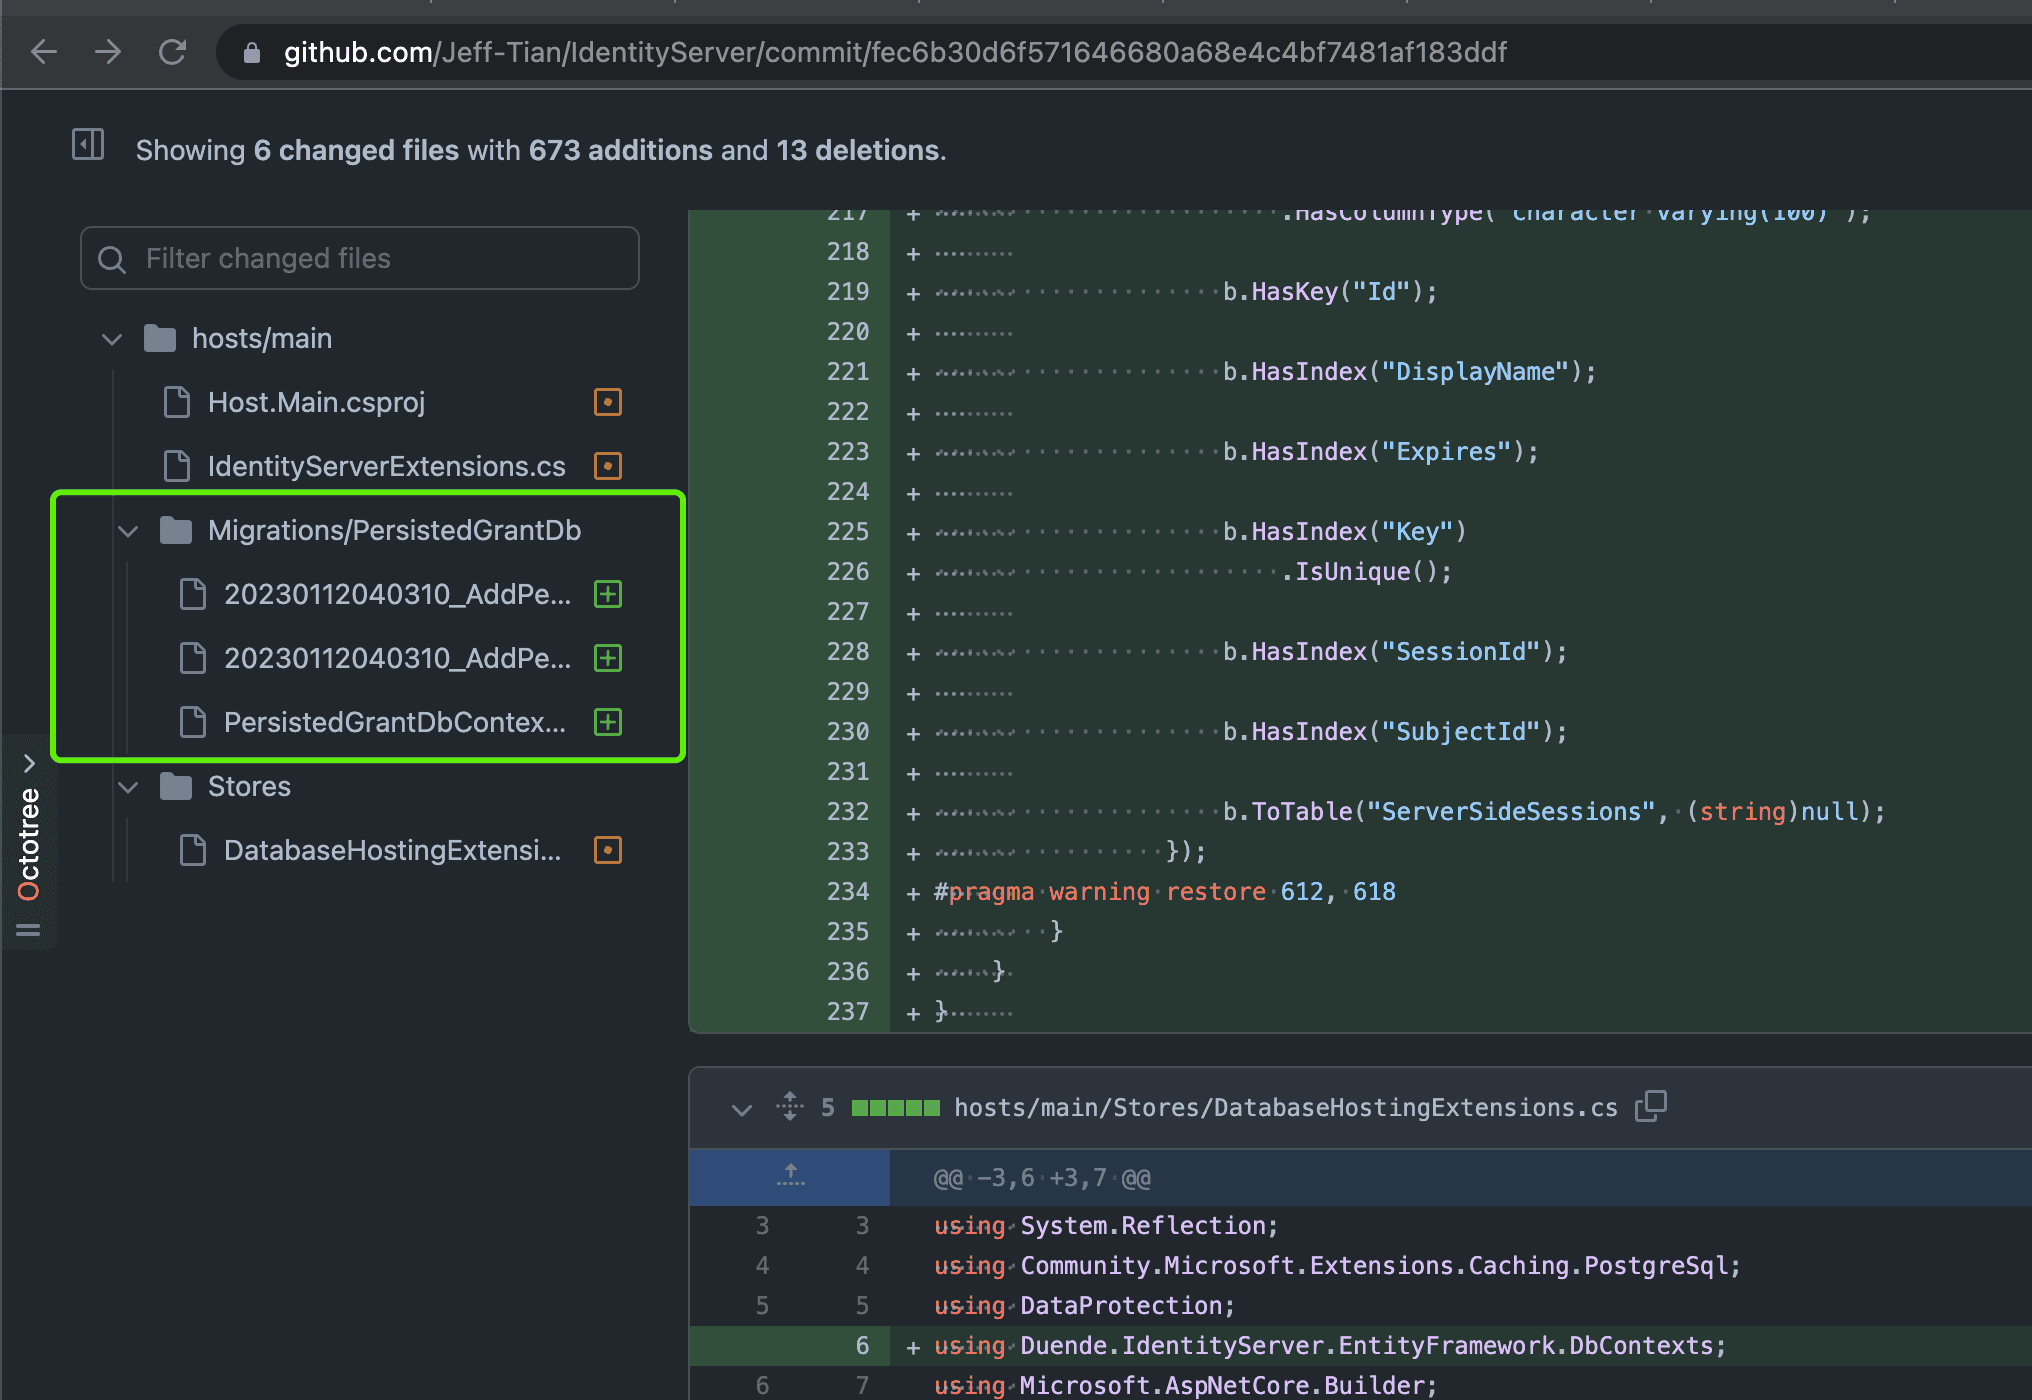 github.com/Jeff-Tian/IdentityServer/commit/fec6b30d6f571646680a68e4c4bf7481af183ddf
Showing 6 changed files with 673 additions and 13 deletions.
Filter changed files
hosts/main
Host.Main.csproj
IdentityServerExtensions.cs
Migrations/PersistedGrantDb
20230112040310_AddPe...
20230112040310_AddPe...
PersistedGrantDbContex...
Stores
DatabaseHostingExtensi...
Octotree
217 + .HasColumnType("character varying(100)");
218 +
219 + b.HasKey("Id");
220 +
221 + b.HasIndex("DisplayName");
222 +
223 + b.HasIndex("Expires");
224 +
225 + b.HasIndex("Key")
226 + .IsUnique();
227 +
228 + b.HasIndex("SessionId");
229 +
230 + b.HasIndex("SubjectId");
231 +
232 + b.ToTable("ServerSideSessions", (string)null);
233 + });
234 + #pragma warning restore 612, 618
235 + }
236 + }
237 + }
5 hosts/main/Stores/DatabaseHostingExtensions.cs
@@ -3,6 +3,7 @@
3 3 using System.Reflection;
4 4 using Community.Microsoft.Extensions.Caching.PostgreSql;
5 5 using DataProtection;
6 + using Duende.IdentityServer.EntityFramework.DbContexts;
6 7 using Microsoft.AspNetCore.Builder;